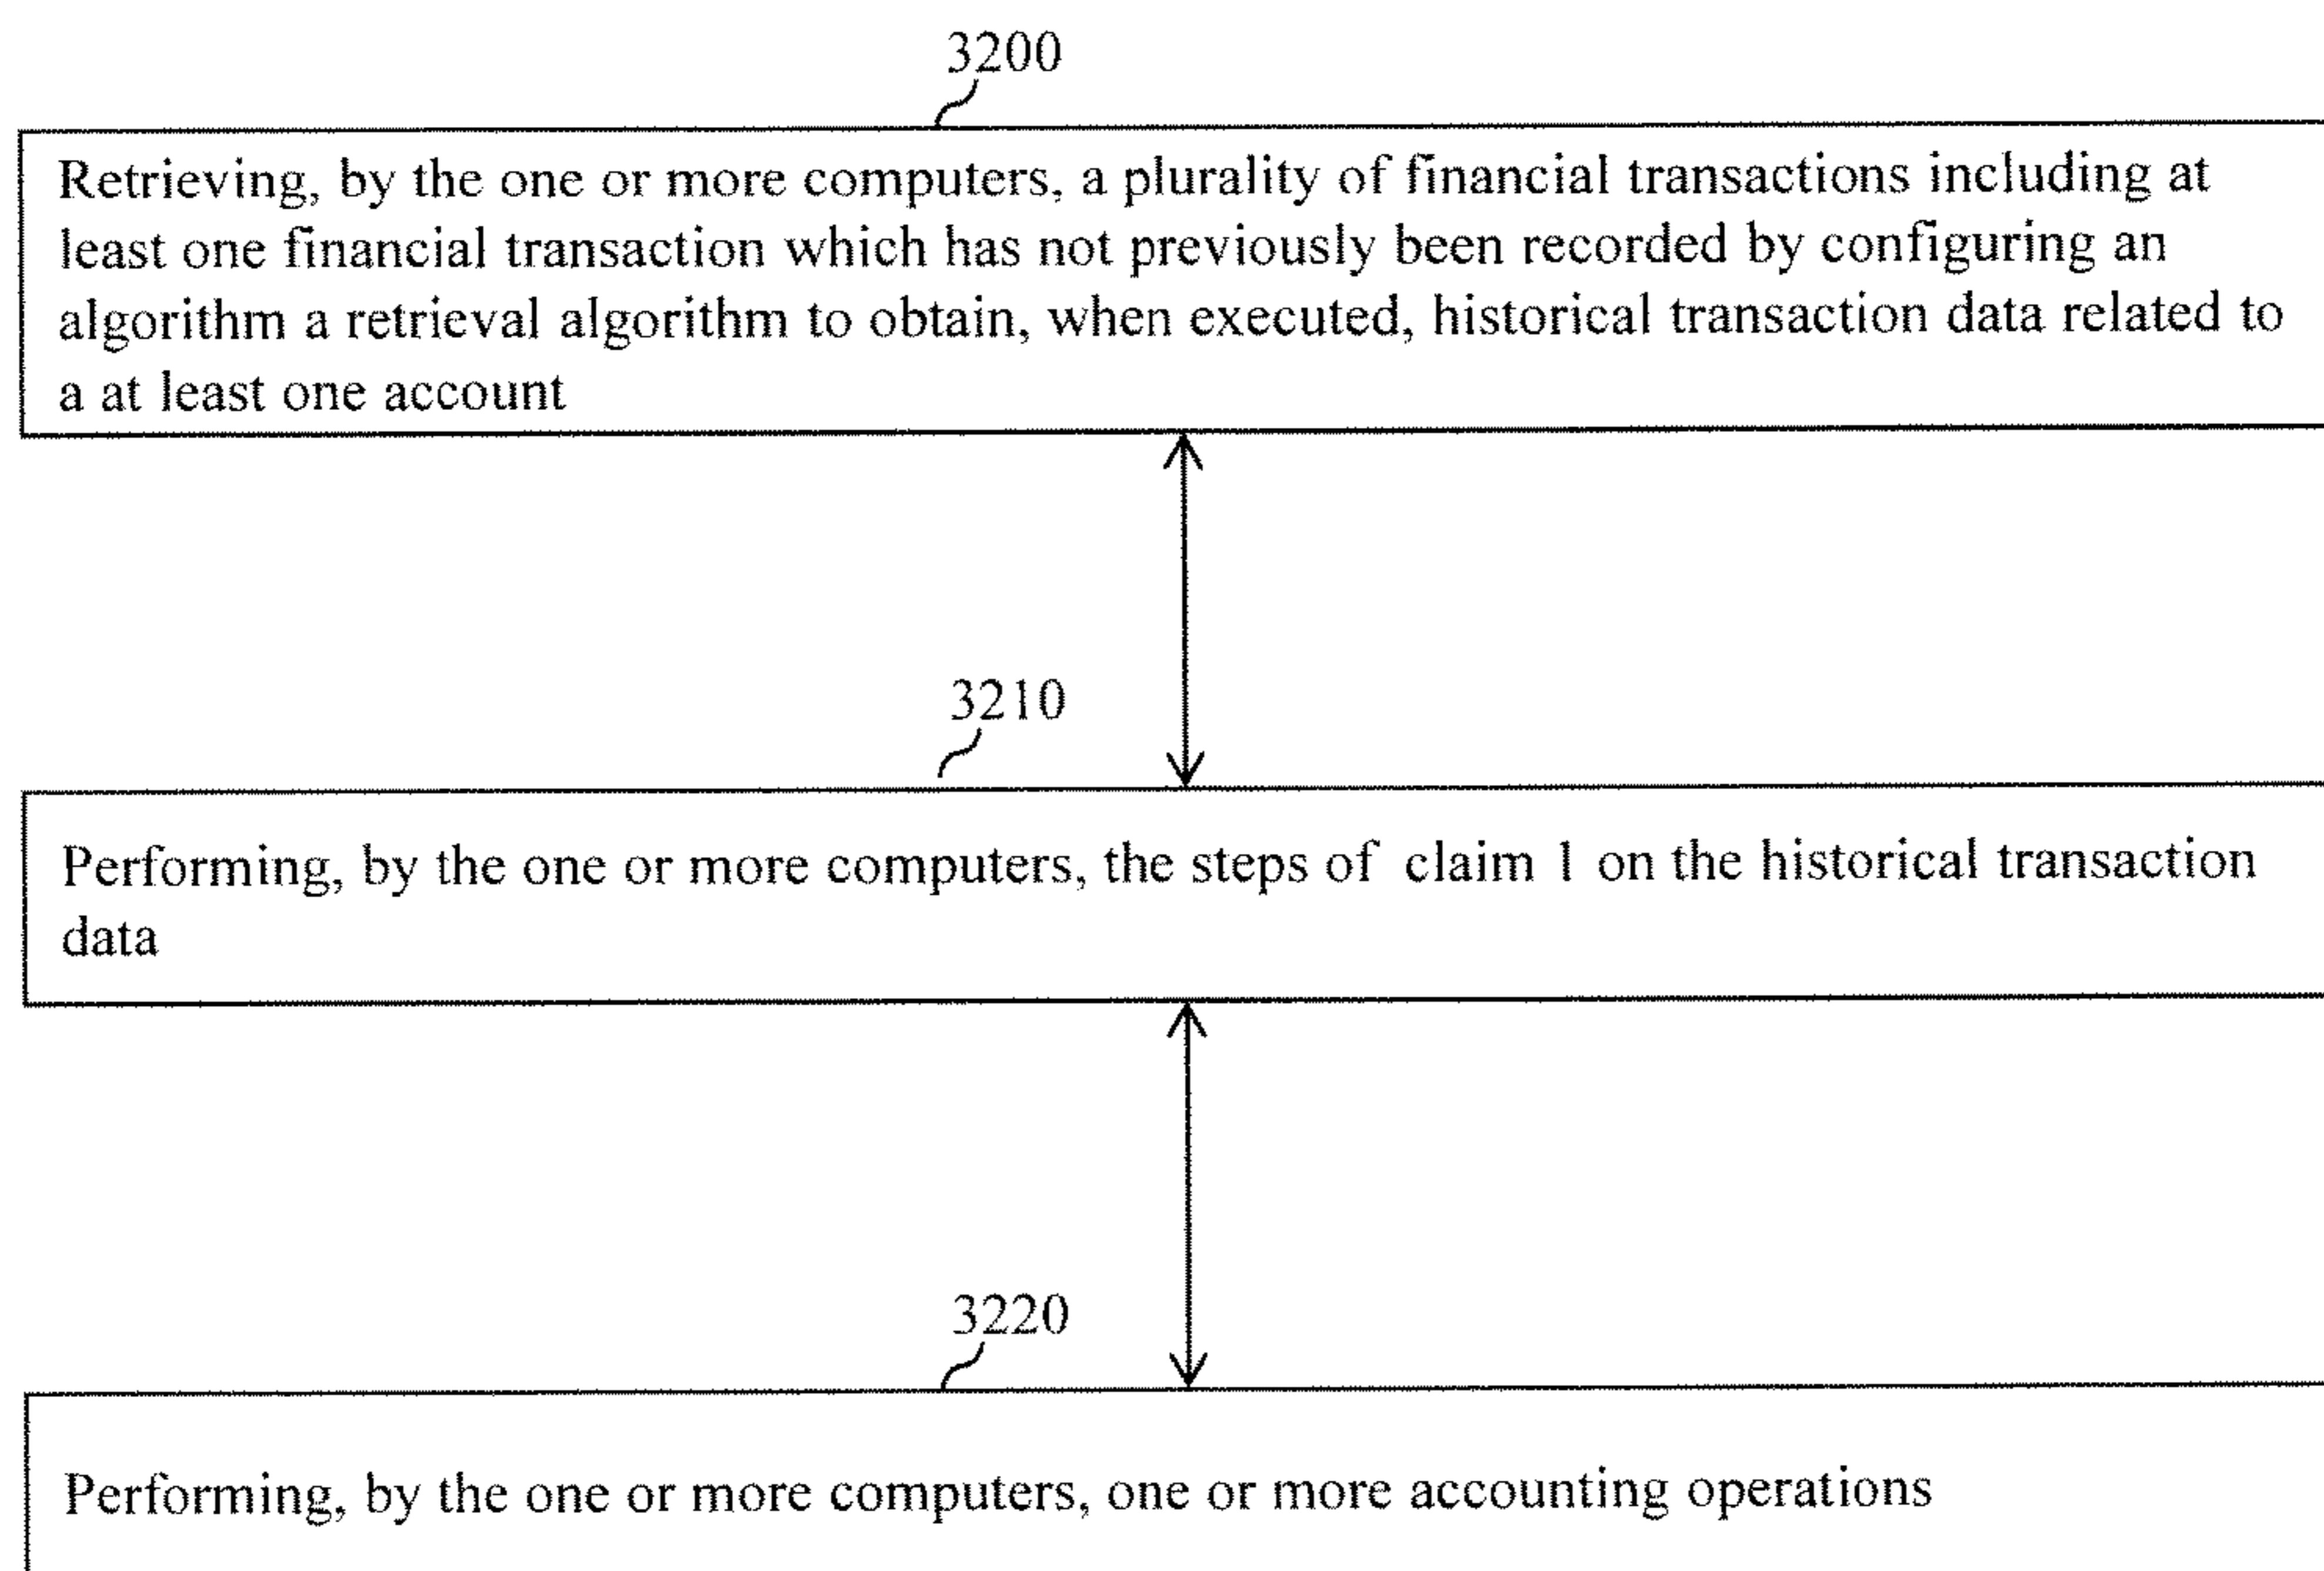 3200
Retrieving, by the one or more computers, a plurality of financial transactions including at
least one financial transaction which has not previously been recorded by configuring an
algorithm a retrieval algorithm to obtain, when executed, historical transaction data related to
a at least one account
3210
Performing, by the one or more computers, the steps of claim 1 on the historical transaction
data
3220
Performing, by the one or more computers, one or more accounting operations